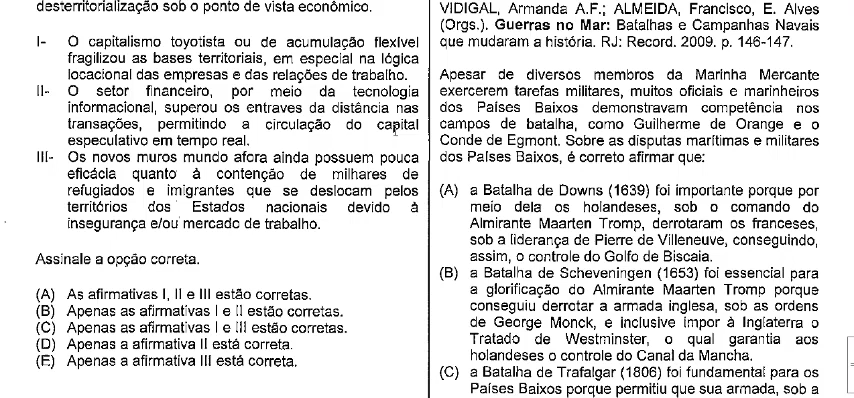 desterritorialização sob o ponto de vista econômico.
I- O capitalismo toyotista ou de acumulação flexível
fragilizou as bases territoriais, em especial na lógica
locacional das empresas e das relações de trabalho.
II- O setor financeiro, por meio da tecnologia
informacional, superou os entraves da distância nas
transações, permitindo a circulação do capital
especulativo em tempo real.
III- Os novos muros mundo afora ainda possuem pouca
eficácia quanto à contenção de milhares de
refugiados e imigrantes que se deslocam pelos
territórios dos Estados nacionais devido à
insegurança e/ou mercado de trabalho.
Assinale a opção correta.
(A) As afirmativas I, II e III estão corretas.
(B) Apenas as afirmativas I e II estão corretas.
(C) Apenas as afirmativas I e III estão corretas.
(D) Apenas a afirmativa II está correta.
(E) Apenas a afirmativa III está correta.
VIDIGAL, Armanda A.F.; ALMEIDA, Francisco, E. Alves
(Orgs.). Guerras no Mar: Batalhas e Campanhas Navais
que mudaram a história. RJ: Record. 2009. p. 146-147.
Apesar de diversos membros da Marinha Mercante
exercerem tarefas militares, muitos oficiais e marinheiros
dos Países Baixos demonstravam competência nos
campos de batalha, como Guilherme de Orange e o
Conde de Egmont. Sobre as disputas marítimas e militares
dos Países Baixos, é correto afirmar que:
(A) a Batalha de Downs (1639) foi importante porque por
meio dela os holandeses, sob o comando do
Almirante Maarten Tromp, derrotaram os franceses,
sob a liderança de Pierre de Villeneuve, conseguindo,
assim, o controle do Golfo de Biscaia.
(B) a Batalha de Scheveningen (1653) foi essencial para
a glorificação do Almirante Maarten Tromp porque
conseguiu derrotar a armada inglesa, sob as ordens
de George Monck, e inclusive impor à Inglaterra o
Tratado de Westminster, o qual garantia aos
holandeses o controle do Canal da Mancha.
(C) a Batalha de Trafalgar (1806) foi fundamental para os
Países Baixos porque permitiu que sua armada, sob a